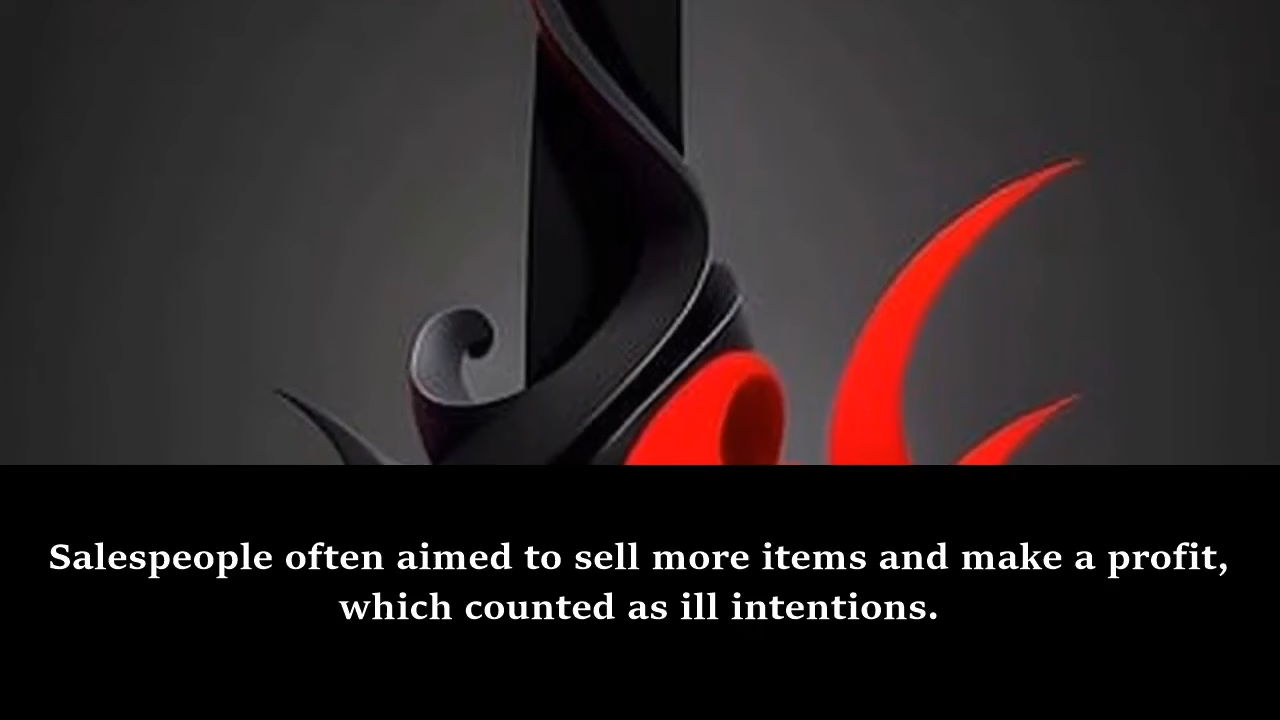 Salespeople often aimed to sell more items and make a profit,
which counted as ill intentions.